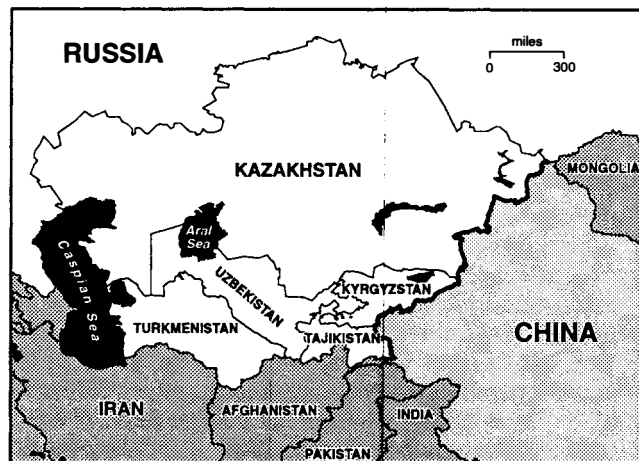 RUSSIA
miles
0 300
KAZAKHSTAN
MONGOLIA
Aral
Sea
Caspian Sea
UZBEKISTAN
KYRGYZSTAN
TURKMENISTAN
TAJIKISTAN
CHINA
IRAN
AFGHANISTAN
INDIA
PAKISTAN